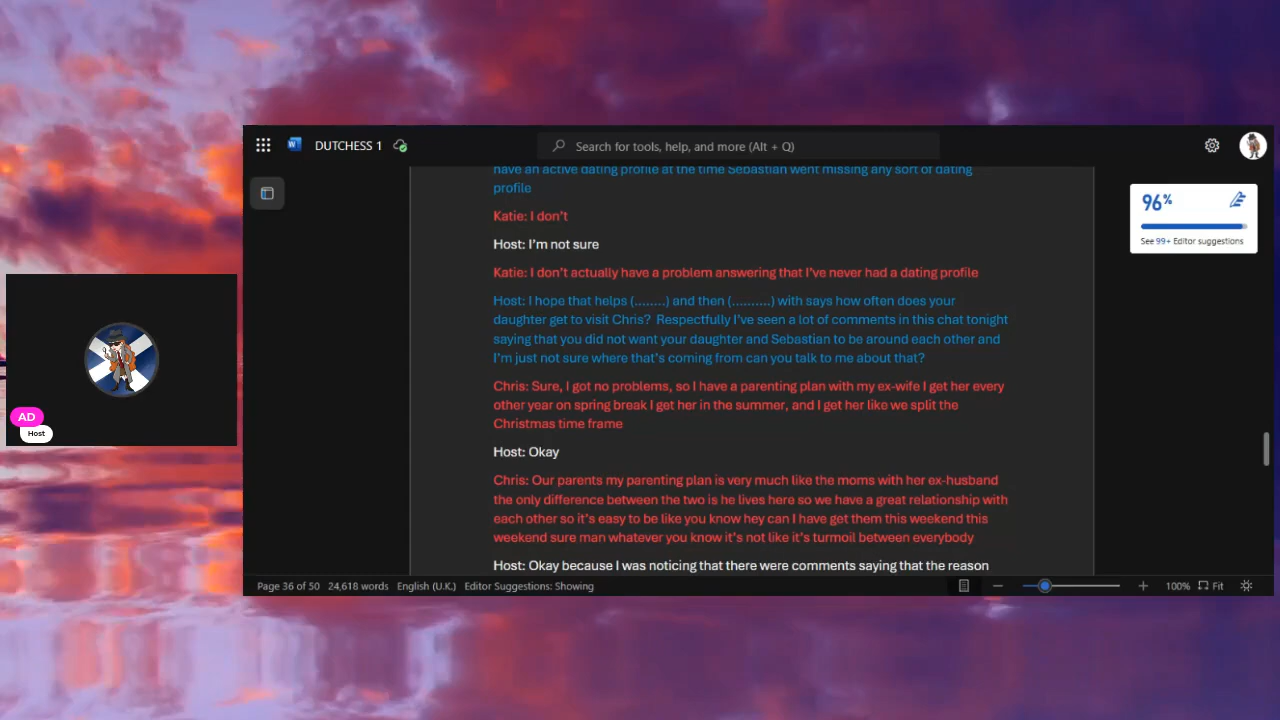 DUTCHESS 1
Search for tools, help, and more (Alt + Q)
have an active dating profile at the time Sebastian went missing any sort of dating
profile
Katie: I don't
Host: I'm not sure
Katie: I don't actually have a problem answering that I've never had a dating profile
Host: I hope that helps (........) and then (..........) with says how often does your
daughter get to visit Chris?  Respectfully I've seen a lot of comments in this chat tonight
saying that you did not want your daughter and Sebastian to be around each other and
I'm just not sure where that's coming from can you talk to me about that?
Chris: Sure, I got no problems, so I have a parenting plan with my ex-wife I get her every
other year on spring break I get her in the summer, and I get her like we split the
Christmas time frame
Host: Okay
Chris: Our parents my parenting plan is very much like the moms with her ex-husband
the only difference between the two is he lives here so we have a great relationship with
each other so it's easy to be like you know hey can I have get them this weekend this
weekend sure man whatever you know it's not like it's turmoil between everybody
Host: Okay because I was noticing that there were comments saying that the reason
96%
See 99+ Editor suggestions
AD
Host
Page 36 of 50 24,618 words English (U.K.) Editor Suggestions: Showing
100% Fit